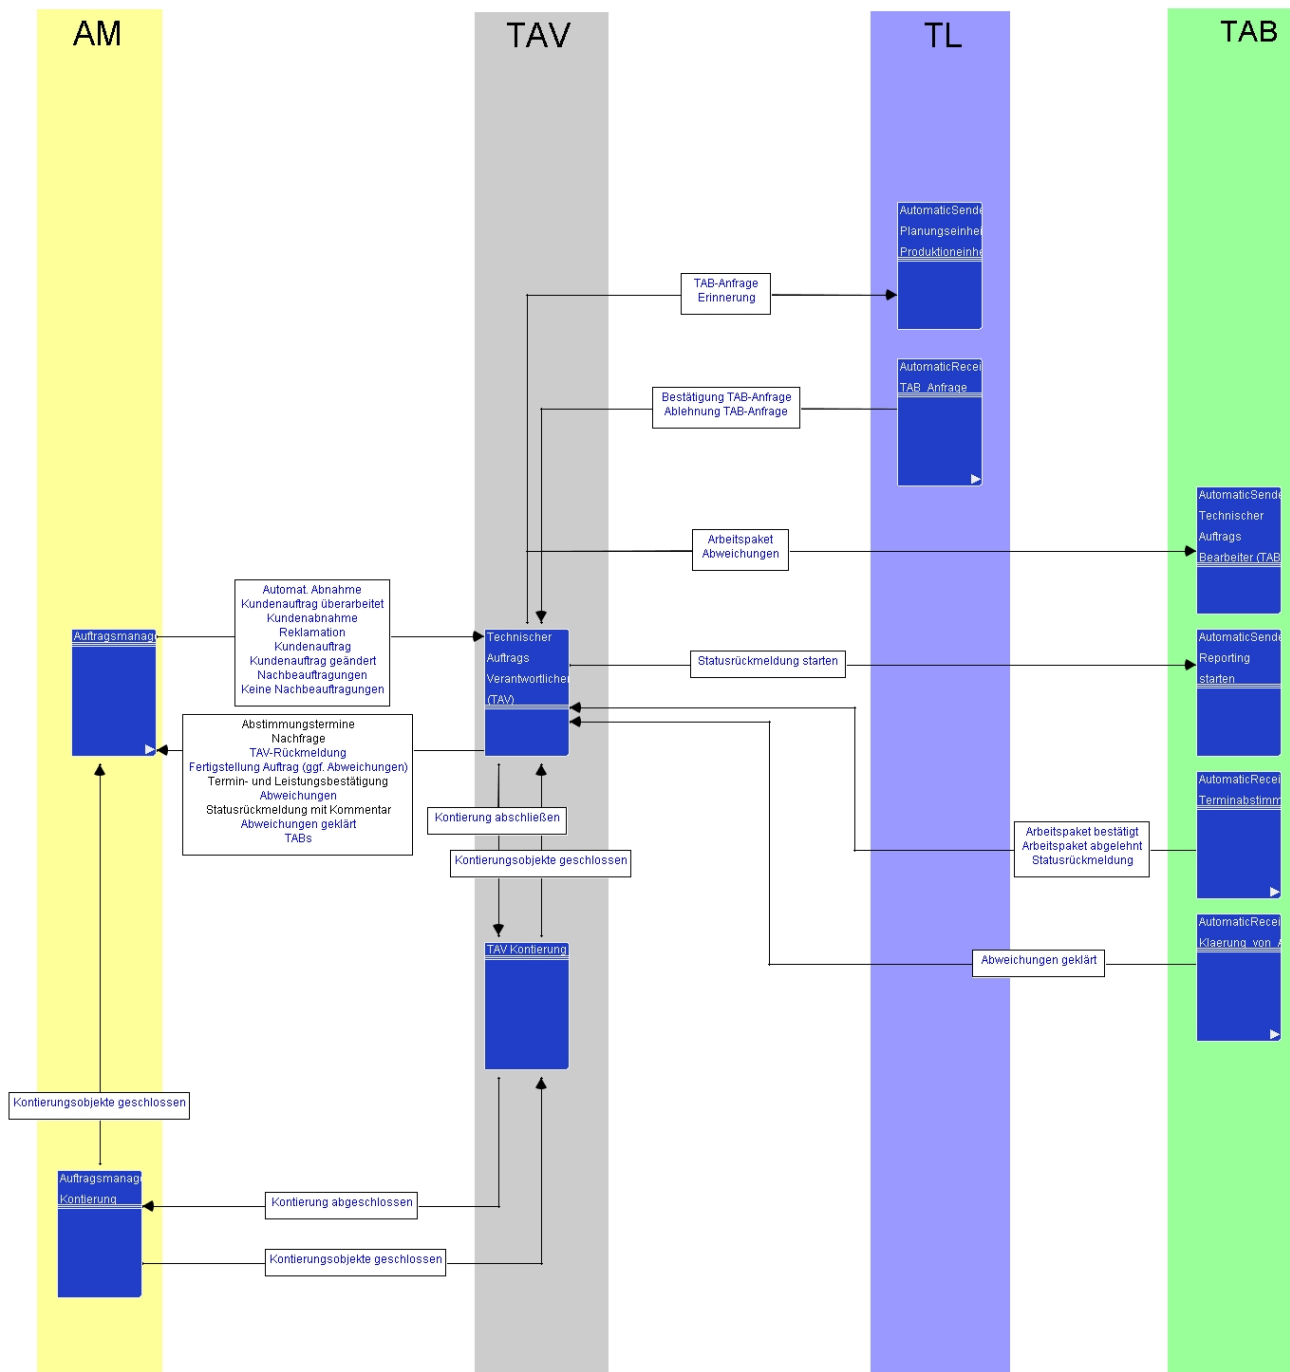 AM
TAV
TL
TAB
AutomaticSende
Planungseinhei
Produktioneinhe
TAB-Anfrage
Erinnerung
AutomaticRecei
TAB_Anfrage
Bestätigung TAB-Anfrage
Ablehnung TAB-Anfrage
AutomaticSende
Technischer
Auftrags
Bearbeiter (TAB
Arbeitspaket
Abweichungen
Automat. Abnahme
Kundenauftrag überarbeitet
Kundenabnahme
Reklamation
Kundenauftrag
Kundenauftrag geändert
Nachbeauftragungen
Keine Nachbeauftragungen
Auftragsmanag
Technischer
Auftrags
Verantwortlicher
(TAV)
Statusrückmeldung starten
AutomaticSende
Reporting
starten
Abstimmungstermine
Nachfrage
TAV-Rückmeldung
Fertigstellung Auftrag (ggf. Abweichungen)
Termin- und Leistungsbestätigung
Abweichungen
Statusrückmeldung mit Kommentar
Abweichungen geklärt
TABs
AutomaticRecei
Terminabstimm
Kontierung abschließen
Kontierungsobjekte geschlossen
Arbeitspaket bestätigt
Arbeitspaket abgelehnt
Statusrückmeldung
AutomaticRecei
Klaerung_von_A
TAV Kontierung
Abweichungen geklärt
Kontierungsobjekte geschlossen
Auftragsmanag
Kontierung
Kontierung abgeschlossen
Kontierungsobjekte geschlossen